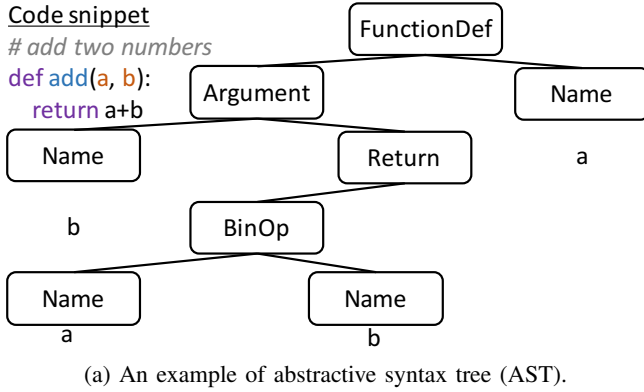 Code snippet
# add two numbers
def add(a, b):
return a+b
FunctionDef
Argument
Name
Name
Return
a
b
BinOp
Name
Name
a
b
(a) An example of abstractive syntax tree (AST).